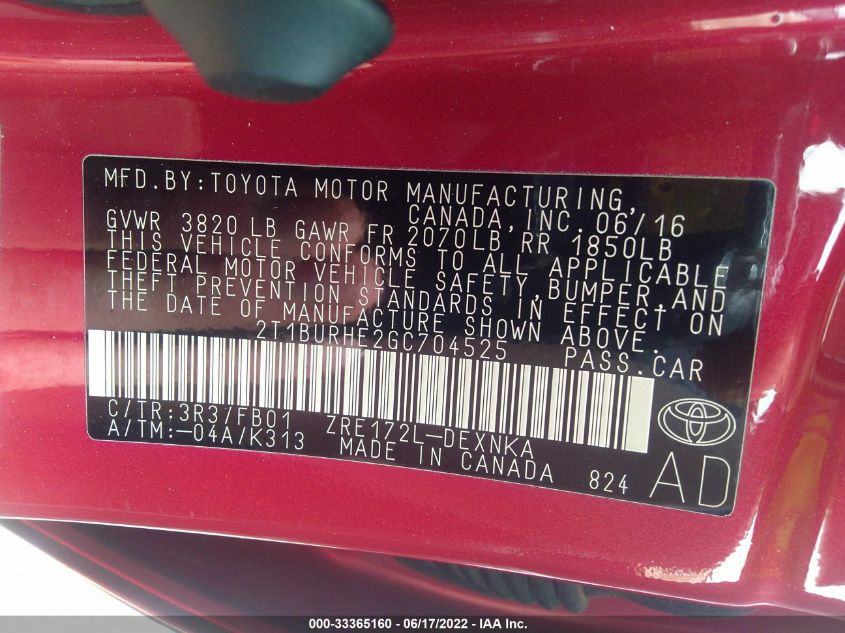 MFD.BY:TOYOTA MOTOR MANUFACTURING,
CANADA, INC. 06/16
GVWR 3820 LB GAWR FR 2070LB RR 1850LB
THIS VEHICLE CONFORMS TO ALL APPLICABLE
FEDERAL MOTOR VEHICLE SAFETY,BUMPER,AND
THEFT PREVENTION STANDARDS IN EFFECT ON
THE DATE OF MANUFACTURE SHOWN ABOVE.
2T1BURHE2GC704525 PASS.CAR
C/TR:3R3/FB01 ZRE172L-DEXNKA
A/TM:-04A/K313 MADE IN CANADA 824
AD
000-33365160 - 06/17/2022 - IAA Inc.